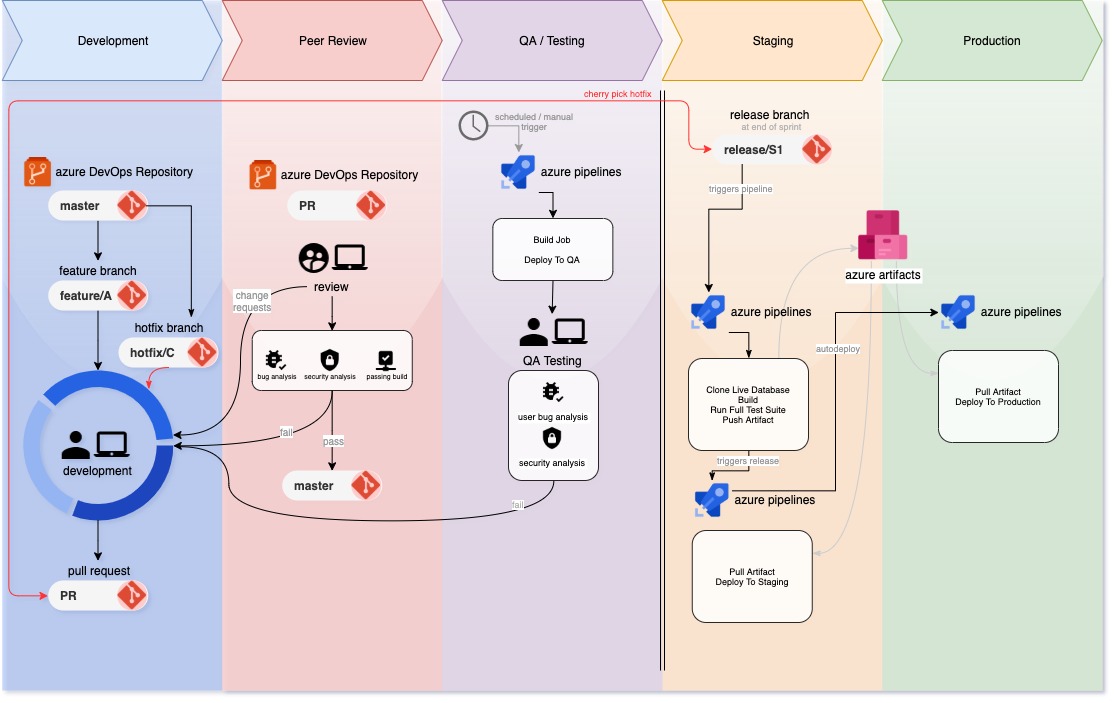 Development
Peer Review
QA / Testing
Staging
Production
cherry pick hotfix
azure DevOps Repository
master
feature branch
feature/A
hotfix branch
hotfix/C
development
pull request
PR
azure DevOps Repository
PR
review
change
requests
bug analysis
security analysis
passing build
fail
pass
master
scheduled / manual
trigger
azure pipelines
Build Job
Deploy To QA
QA Testing
user bug analysis
security analysis
fail
release branch
at end of sprint
release/S1
triggers pipeline
azure pipelines
Clone Live Database
Build
Run Full Test Suite
Push Artifact
triggers release
azure pipelines
Pull Artifact
Deploy To Staging
azure artifacts
autodeploy
azure pipelines
Pull Artifact
Deploy To Production